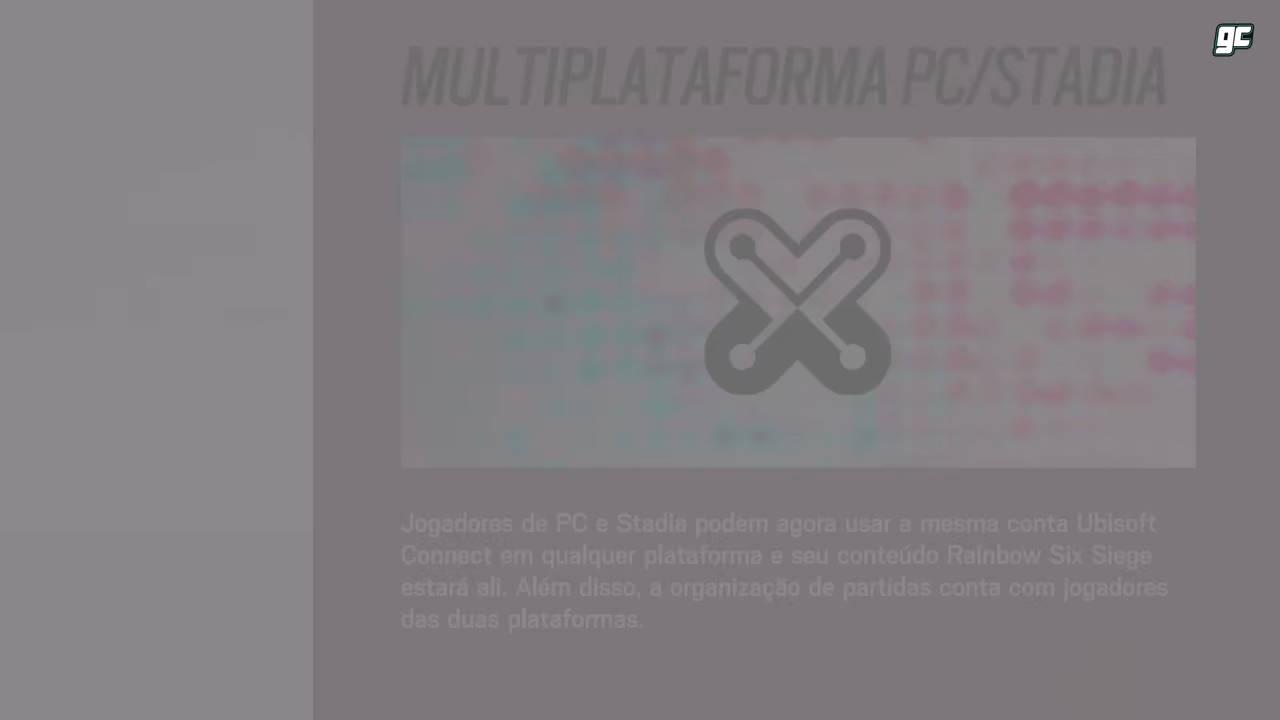 gc
MULTIPLATAFORMA PC/STADIA
Jogadores de PC e Stadia podem agora usar a mesma conta Ubisoft
Connect em qualquer plataforma e seu conteúdo Rainbow Six Siege
estará ali. Além disso, a organização de partidas conta com jogadores
das duas plataformas.